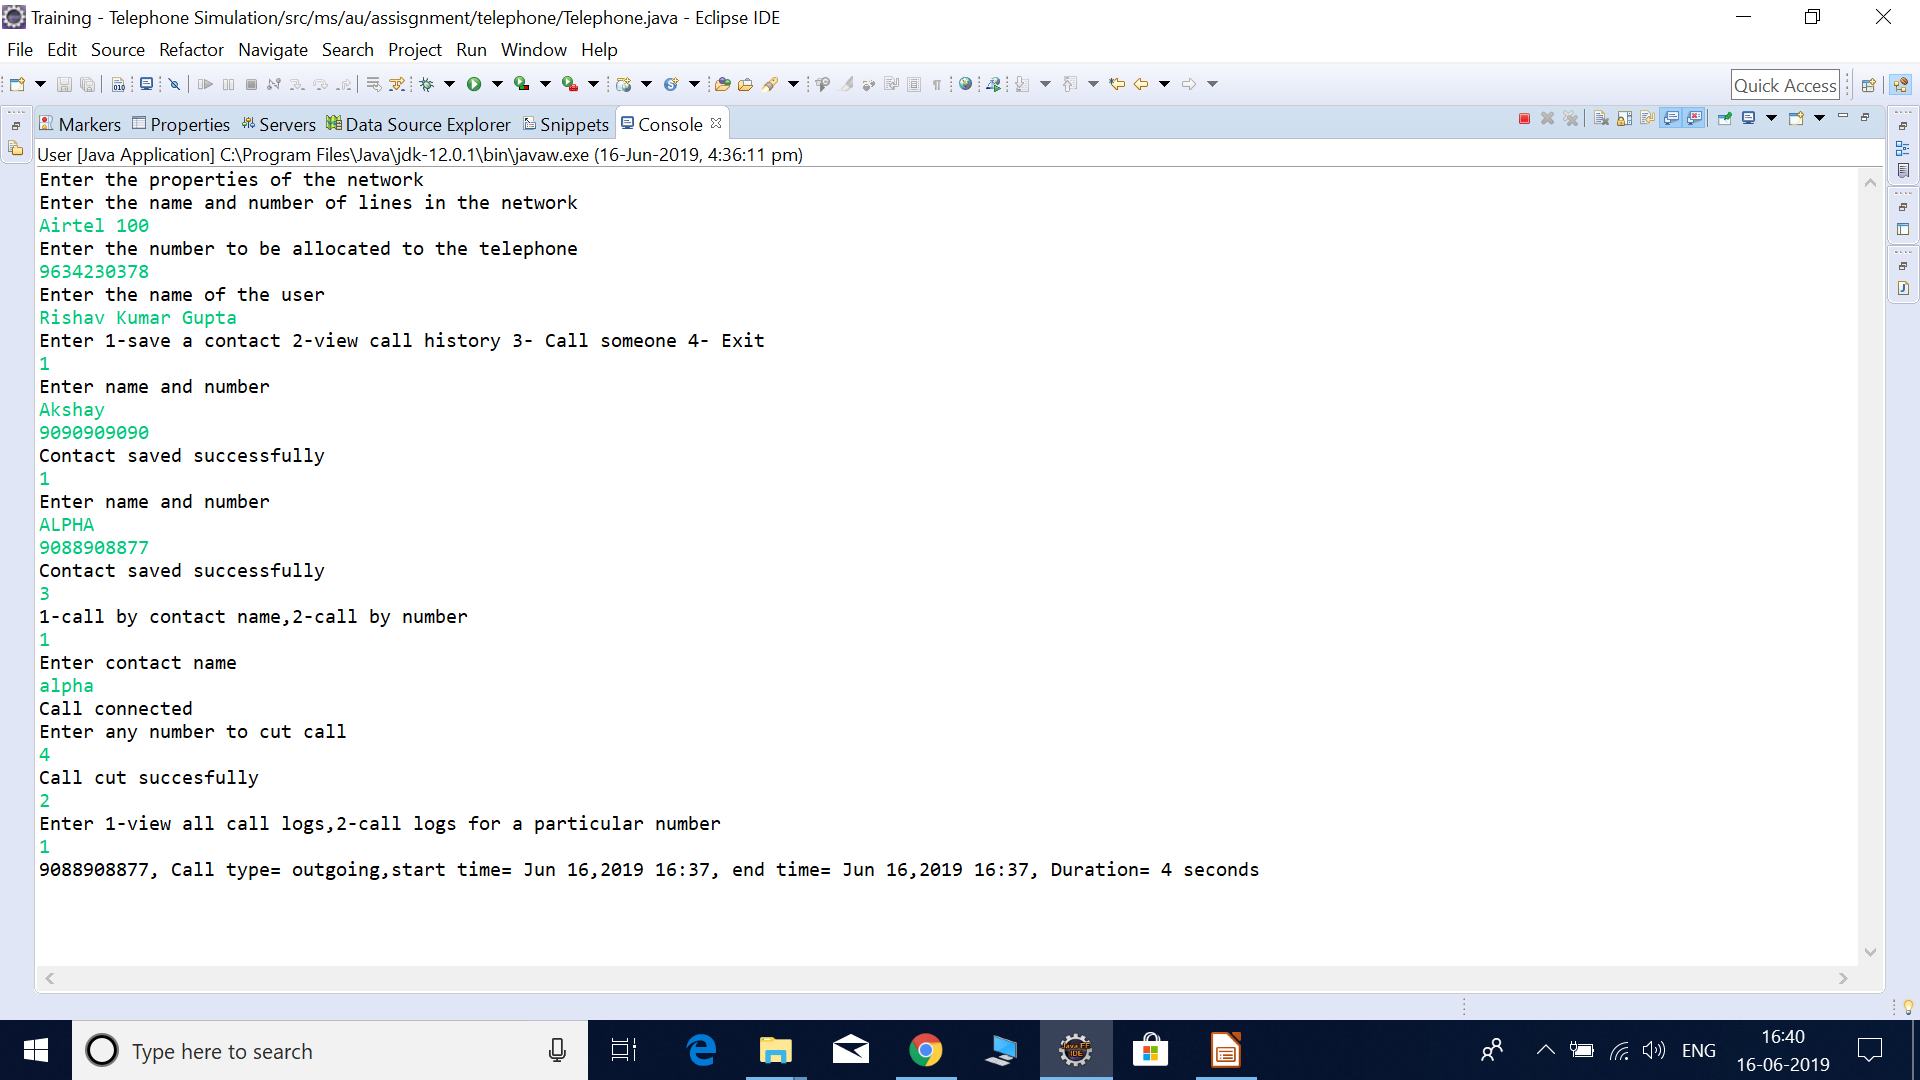 Training - Telephone Simulation/src/ms/au/assisgnment/telephone/Telephone.java - Eclipse IDE
File Edit Source Refactor Navigate Search Project Run Window Help
Quick Access
Markers Properties Servers Data Source Explorer Snippets Console
User [Java Application] C:\Program Files\Java\jdk-12.0.1\bin\javaw.exe (16-Jun-2019, 4:36:11 pm)
Enter the properties of the network
Enter the name and number of lines in the network
Airtel 100
Enter the number to be allocated to the telephone
9634230378
Enter the name of the user
Rishav Kumar Gupta
Enter 1-save a contact 2-view call history 3- Call someone 4- Exit
1
Enter name and number
Akshay
9090909090
Contact saved successfully
1
Enter name and number
ALPHA
9088908877
Contact saved successfully
3
1-call by contact name,2-call by number
1
Enter contact name
alpha
Call connected
Enter any number to cut call
4
Call cut succesfully
2
Enter 1-view all call logs,2-call logs for a particular number
1
9088908877, Call type= outgoing,start time= Jun 16,2019 16:37, end time= Jun 16,2019 16:37, Duration= 4 seconds
Type here to search
ENG
16:40
16-06-2019